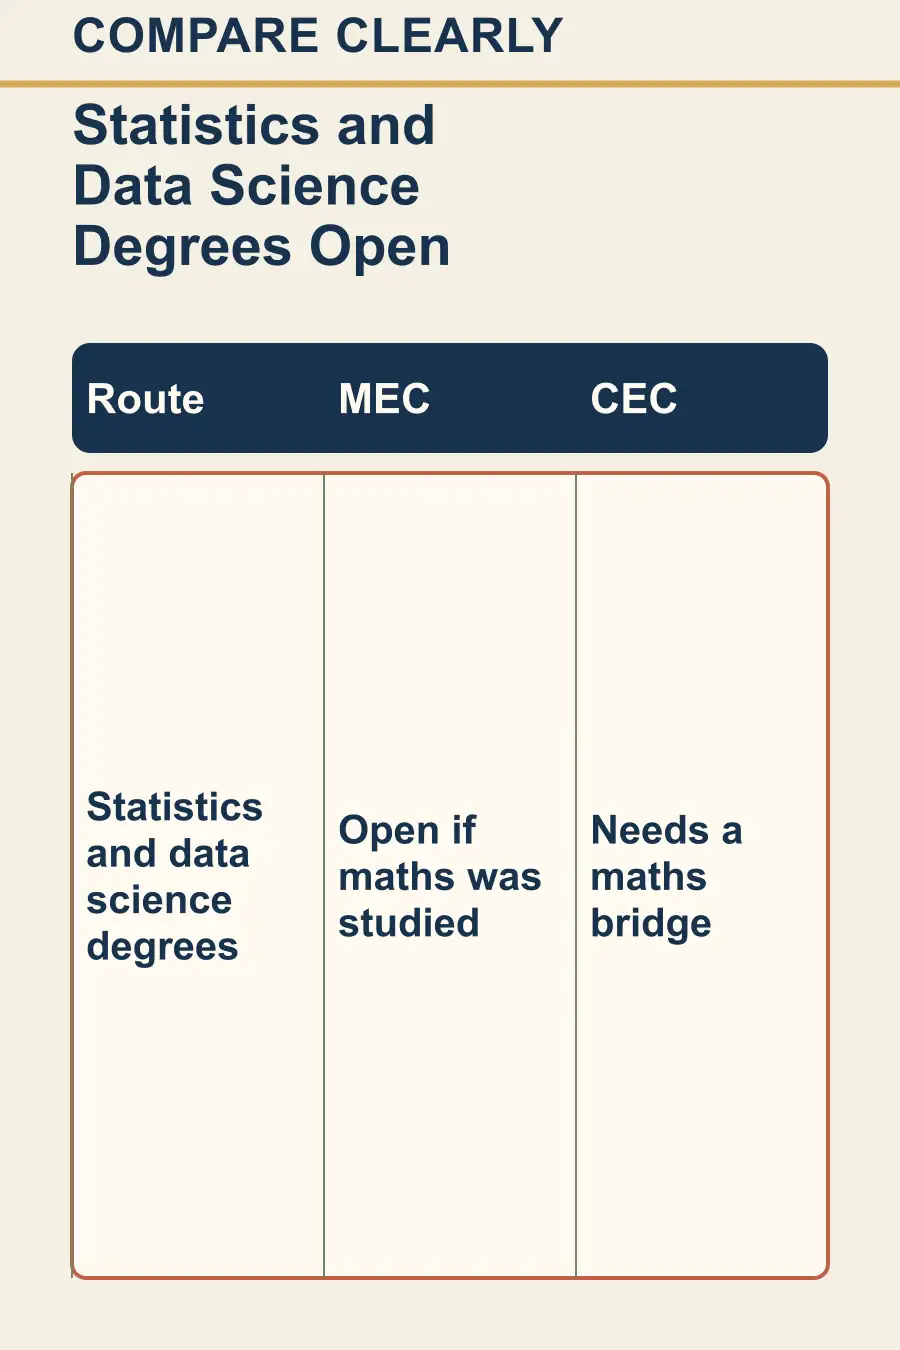 COMPARE CLEARLY
Statistics and
Data Science
Degrees Open
Route MEC CEC
Statistics
and data
science
degrees
Open if
maths was
studied
Needs a
maths
bridge